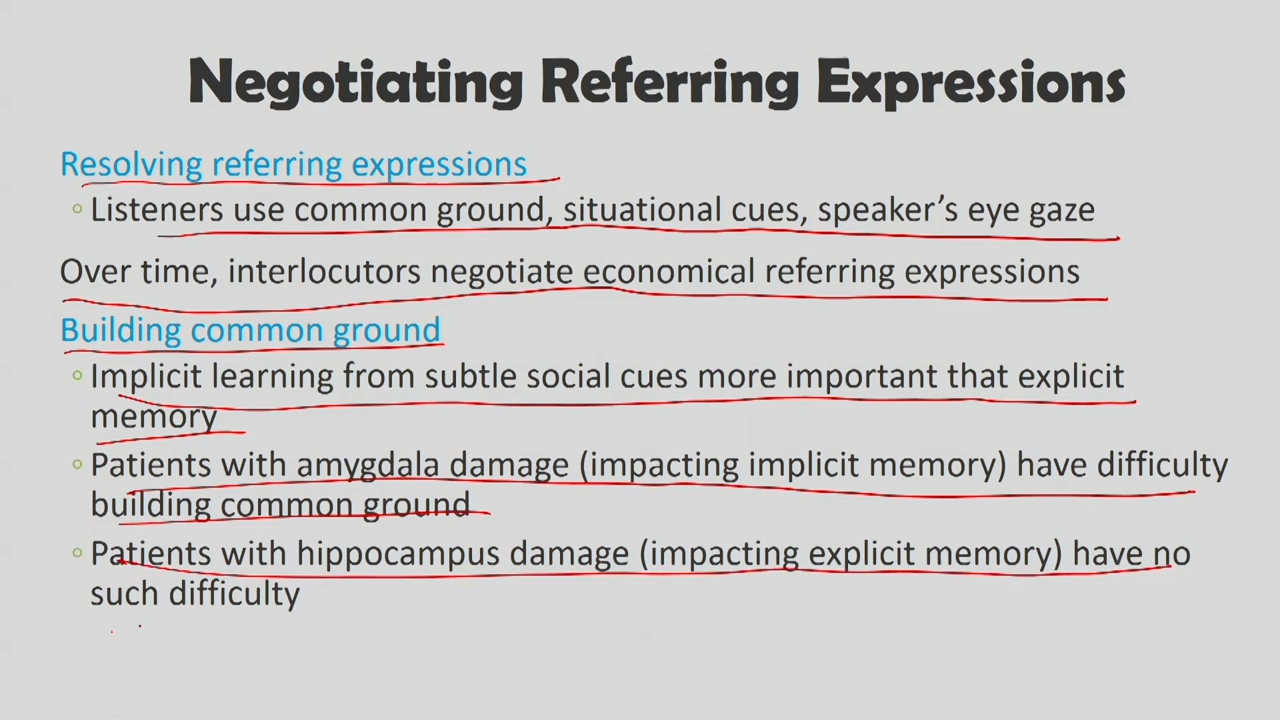 Negotiating Referring Expressions
Resolving referring expressions
◦ Listeners use common ground, situational cues, speaker’s eye gaze
Over time, interlocutors negotiate economical referring expressions
Building common ground
◦ Implicit learning from subtle social cues more important that explicit
memory
◦ Patients with amygdala damage (impacting implicit memory) have difficulty
building common ground
◦ Patients with hippocampus damage (impacting explicit memory) have no
such difficulty